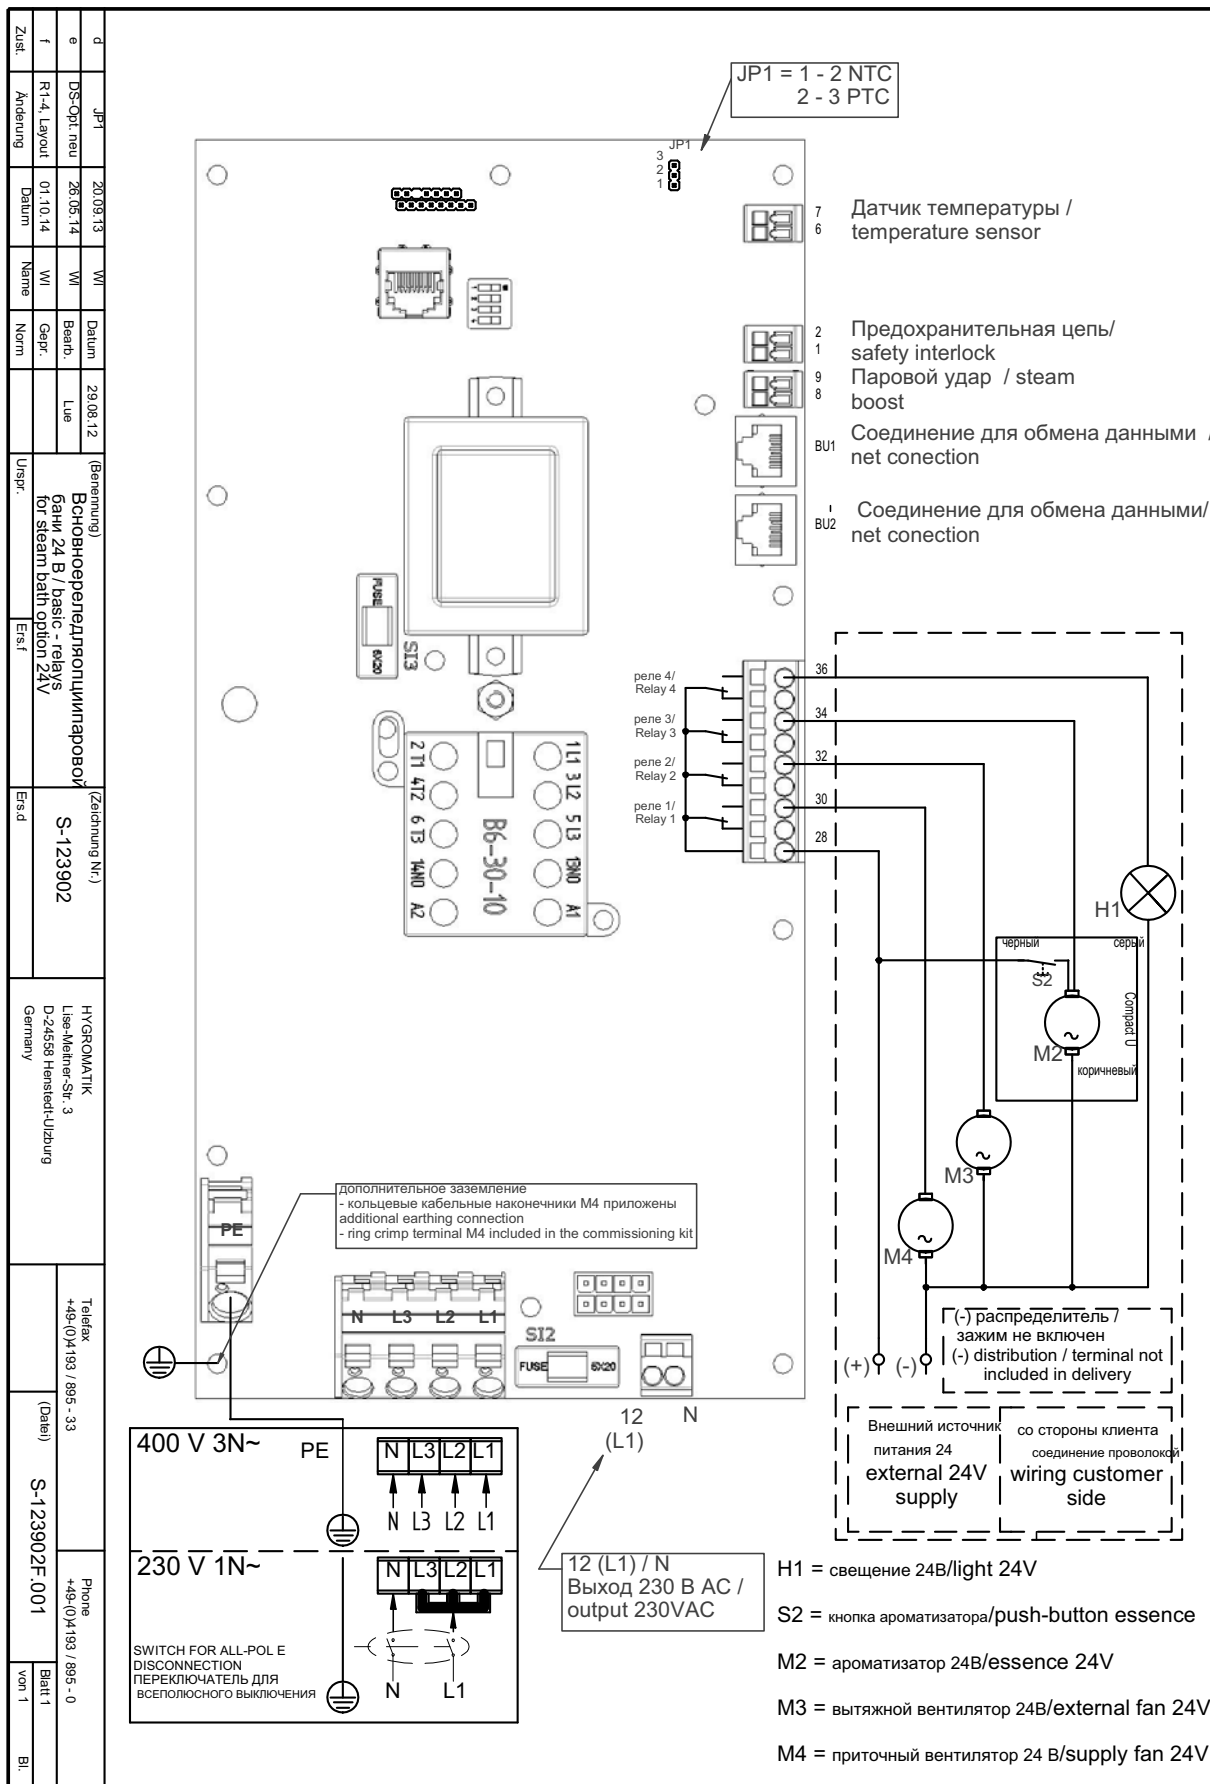 JP1 = 1 - 2 NTC
2 - 3 PTC
JP1
3
2
1
7
6
Датчик температуры /
temperature sensor
2
1
Предохранительная цепь/
safety interlock
9
8
Паровой удар / steam
boost
BU1
Соединение для обмена данными /
net conection
BU2
Соединение для обмена данными/
net conection
FUSE
6X20
SI3
реле 4/
Relay 4
реле 3/
Relay 3
реле 2/
Relay 2
реле 1/
Relay 1
36
34
32
30
28
2 T1 4T2 6 T3 14NO A2
B6-30-10
1L1 3L2 5 L3 13NO A1
H1
черный
серый
S2
Compact U
M2
коричневый
M3
M4
дополнительное заземление
- кольцевые кабельные наконечники M4 приложены
additional earthing connection
- ring crimp terminal M4 included in the commissioning kit
PE
N L3 L2 L1
SI2
FUSE
6X20
12
(L1)
N
(+)
(-)
(-) распределитель /
зажим не включен
(-) distribution / terminal not
included in delivery
Внешний источник
питания 24
external 24V
supply
со стороны клиента
соединение проволокой
wiring customer
side
400 V 3N~
PE
N L3 L2 L1
N L3 L2 L1
230 V 1N~
N L3 L2 L1
SWITCH FOR ALL-POL E
DISCONNECTION
ПЕРЕКЛЮЧАТЕЛЬ ДЛЯ
ВСЕПОЛЮСНОГО ВЫКЛЮЧЕНИЯ
N L1
12 (L1) / N
Выход 230 В AC /
output 230VAC
H1 = свещение 24В/light 24V
S2 = кнопка ароматизатора/push-button essence
M2 = ароматизатор 24В/essence 24V
M3 = вытяжной вентилятор 24В/external fan 24V
M4 = приточный вентилятор 24 В/supply fan 24V
d JP1 20.09.13 WI
e DS-Opt. neu 26.05.14 WI
f R1-4, Layout 01.10.14 WI
Zust. Änderung Datum Name
Datum 29.08.12
Bearb. Lue
Gepr.
Norm
(Benennung)
Всновноереледляопциипаровой
бани 24 В / basic - relays
for steam bath option 24V
Urspr.
Ers.f
Ers.d
(Zeichnung Nr.)
S-123902
HYGROMATIK
Lise-Meitner-Str. 3
D-24558 Henstedt-Ulzburg
Germany
Telefax
+49-(0)4193 / 895 - 33
Phone
+49-(0)4193 / 895 - 0
(Datei)
S-123902F.001
Blatt 1
von 1
Bl.